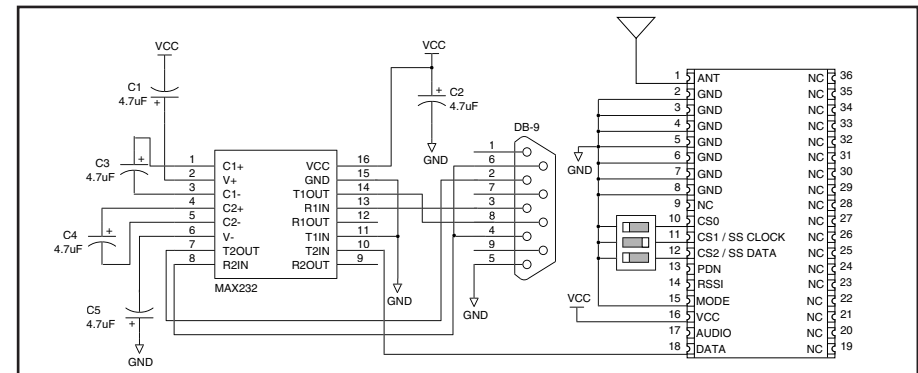 VCC
C1
4.7uF
+
VCC
+
C2
4.7uF
GND
C3
4.7uF
+
C4
4.7uF
+
C5
4.7uF
+
GND
1 C1+
2 V+
3 C1-
4 C2+
5 C2-
6 V-
7 T2OUT
8 R2IN
VCC 16
GND 15
T1OUT 14
R1IN 13
R1OUT 12
T1IN 11
T2IN 10
R2OUT 9
MAX232
GND
DB-9
1
6
2
7
3
8
4
9
5
GND
GND
VCC
1 ANT
2 GND
3 GND
4 GND
5 GND
6 GND
7 GND
8 GND
9 NC
10 CS0
11 CS1 / SS CLOCK
12 CS2 / SS DATA
13 PDN
14 RSSI
15 MODE
16 VCC
17 AUDIO
18 DATA
NC 36
NC 35
NC 34
NC 33
NC 32
NC 31
NC 30
NC 29
NC 28
NC 27
NC 26
NC 25
NC 24
NC 23
NC 22
NC 21
NC 20
NC 19